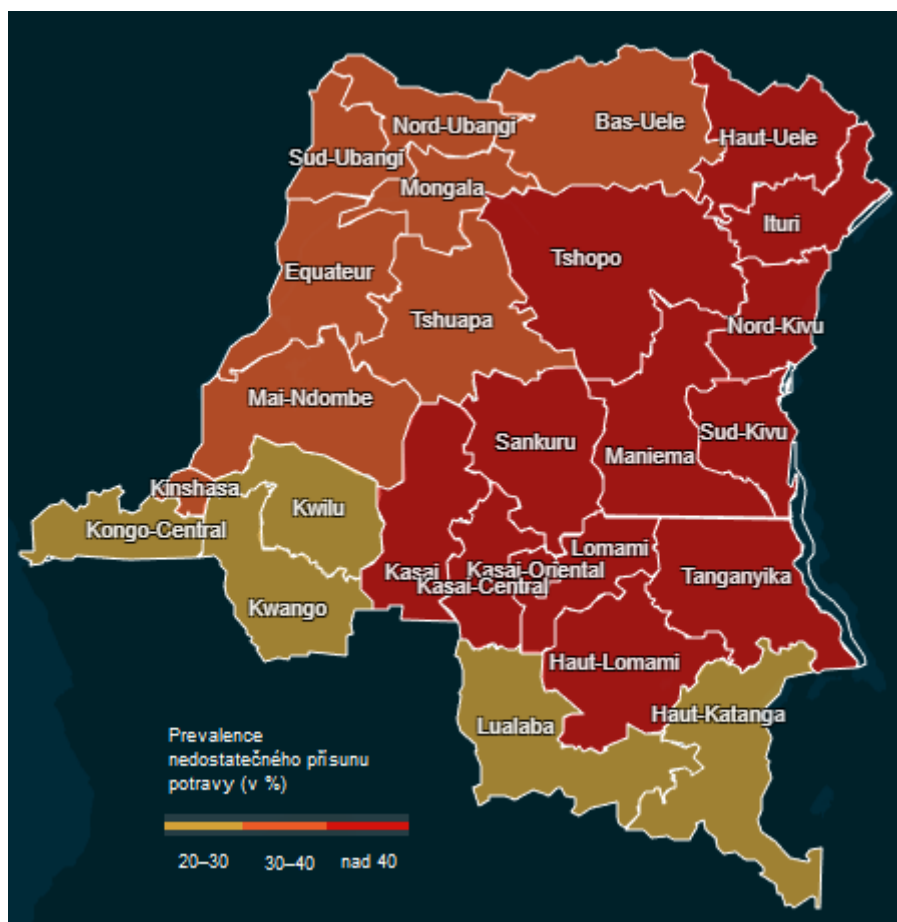 Nord-Ubangi
Bas-Uele
Haut-Uele
Sud-Ubangi
Mongala
Ituri
Equateur
Tshopo
Tshuapa
Nord-Kivu
Mai-Ndombe
Sankuru
Sud-Kivu
Maniema
Kinshasa
Kwilu
Kongo-Central
Lomami
Kasai
Kasai-Oriental
Kasai-Central
Tanganyika
Kwango
Haut-Lomami
Lualaba
Haut-Katanga
Prevalence
nedostatečného přísunu
potravy (v %)
20–30
30–40
nad 40